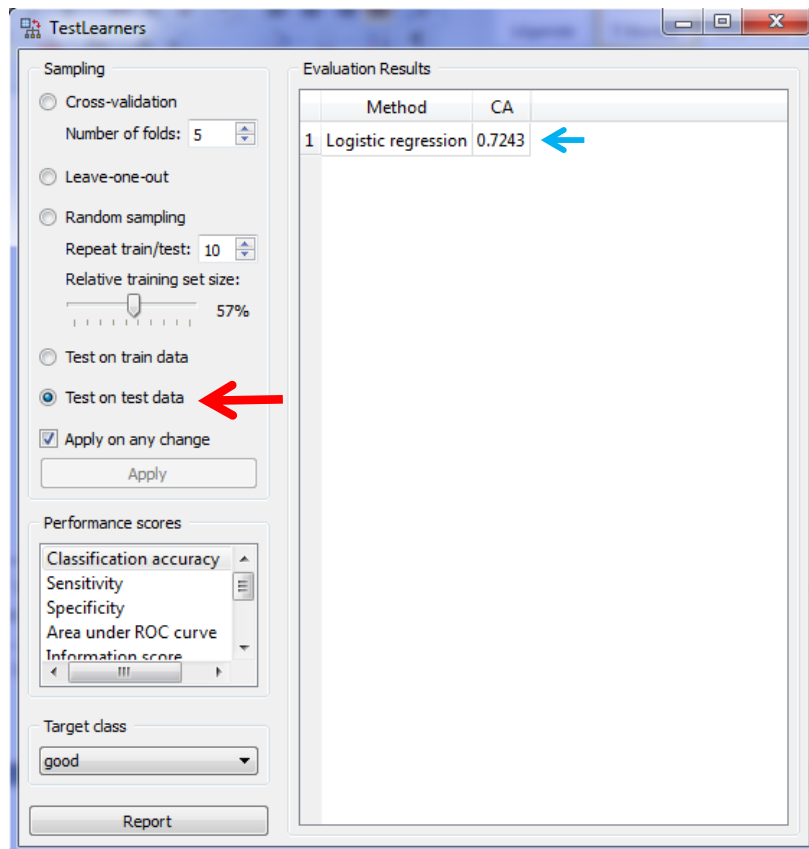 TestLearners
Sampling
Cross-validation
Number of folds: 5
Leave-one-out
Random sampling
Repeat train/test: 10
Relative training set size:
57%
Test on train data
Test on test data
Apply on any change
Apply
Performance scores
Classification accuracy
Sensitivity
Specificity
Area under ROC curve
Information score
Target class
good
Report
Evaluation Results
Method CA
1 Logistic regression 0.7243